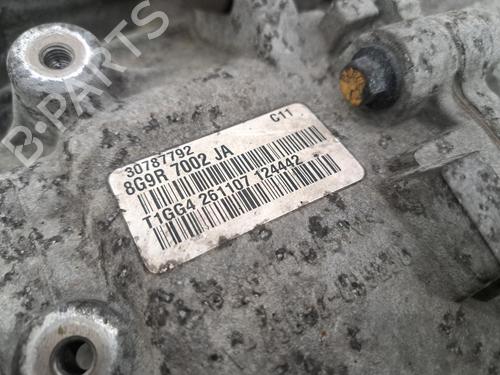 B-PARTS
30787792
C11
8G9R 7002 JA
T1GG4 261107 124442